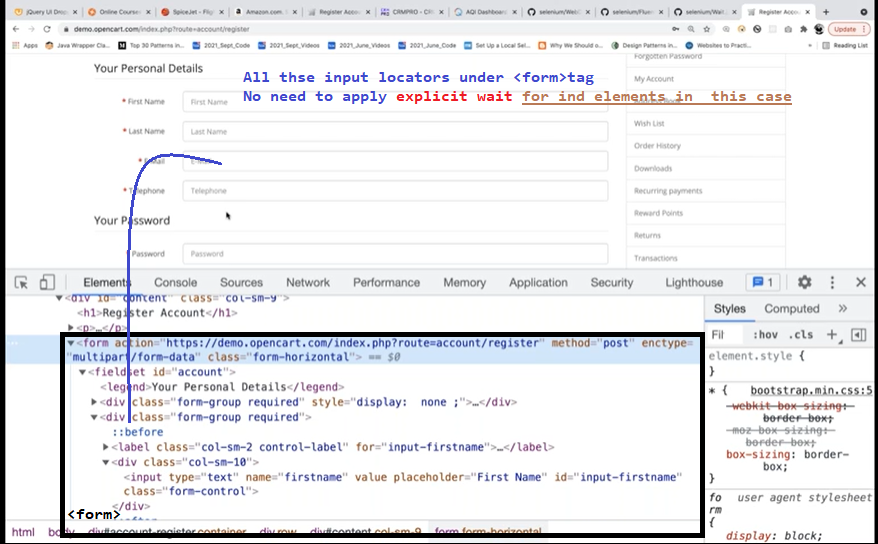 jQuery UI Drop
Online Courses
SpiceJet - Flig
Amazon.com. S
Register Accou
CRMPRO - CR
AQI Dashboard
selenium/WebD
selenium/Fluen
selenium/Wait
Register Accou
demo.opencart.com/index.php?route=account/register
Update
Apps
Java Wrapper Cla...
Top 30 Patterns in...
2021_Sept_Code
2021_Sept_Videos
2021_June_Videos
2021_June_Code
Set Up a Local Sel...
Why We Should o...
Design Patterns in...
Websites to Practi...
Reading List
Your Personal Details
All thse input locators under <form>tag
No need to apply explicit wait for ind elements in this case
* First Name
First Name
* Last Name
Last Name
Telephone
Telephone
Your Password
Password
Password
Forgotten Password
My Account
Wish List
Order History
Downloads
Recurring payments
Reward Points
Returns
Transactions
Elements Console Sources Network Performance Memory Application Security Lighthouse 1
▼<div id="content" class="col-sm-9">
<h1>Register Account</h1>
▶<p>…</p>
▼<form action="https://demo.opencart.com/index.php?route=account/register" method="post" enctype=
"multipart/form-data" class="form-horizontal"> == $0
▼<fieldset id="account">
<legend>Your Personal Details</legend>
▶<div class="form-group required" style="display: none ;">…</div>
▼<div class="form-group required">
::before
▶<label class="col-sm-2 control-label" for="input-firstname">…</label>
▼<div class="col-sm-10">
<input type="text" name="firstname" value placeholder="First Name" id="input-firstname"
class="form-control">
</div>
<form>
html body div#account-register.container div.row div#content.col-sm-9 form.form-horizontal
Styles Computed »
Fil :hov .cls +
element.style {
}
* { bootstrap.min.css:5
-webkit-box-sizing:
border-box;
-moz-box-sizing:
border-box;
box-sizing: border-
box;
}
fo user agent stylesheet
rm
{
display: block;